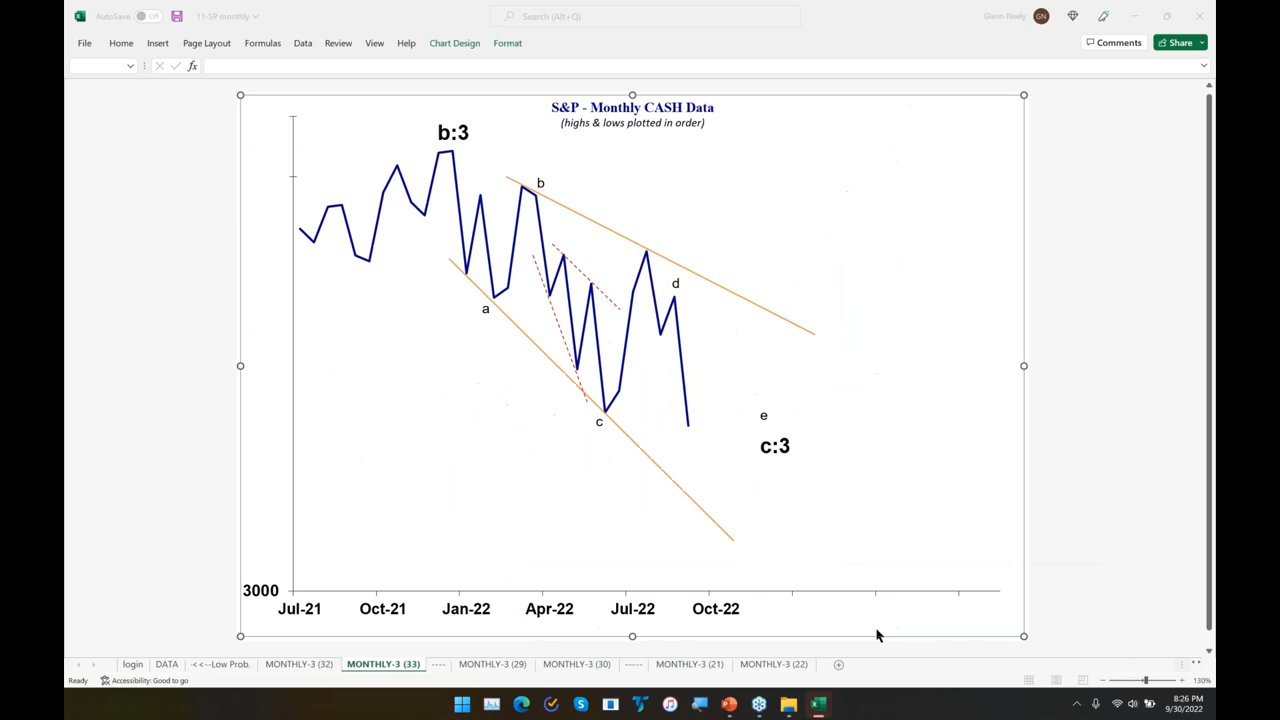 AutoSave Off 11-SP monthly Search (Alt+Q) Glenn Neely GN
File Home Insert Page Layout Formulas Data Review View Help Chart Design Format Comments Share
fx
S&P - Monthly CASH Data
(highs & lows plotted in order)
b:3
b
d
a
e
c
c:3
3000
Jul-21 Oct-21 Jan-22 Apr-22 Jul-22 Oct-22
login DATA <<--Low Prob. MONTHLY-3 (32) MONTHLY-3 (33) ---- MONTHLY-3 (29) MONTHLY-3 (30) ----- MONTHLY-3 (21) MONTHLY-3 (22)
Ready Accessibility: Good to go 130%
8:26 PM
9/30/2022